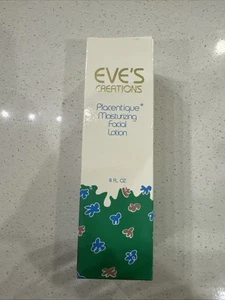 EVE'S
CREATIONS
Placentique*
Moisturizing
Facial
Lotion
8 FL. OZ